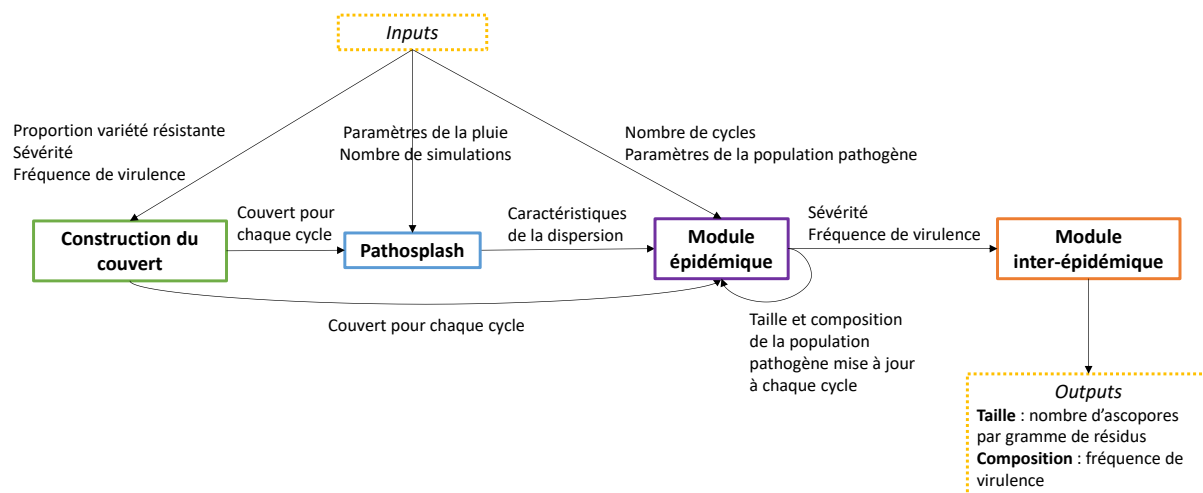 Inputs
Proportion variété résistante
Sévérité
Fréquence de virulence
Paramètres de la pluie
Nombre de simulations
Nombre de cycles
Paramètres de la population pathogène
Construction du
couvert
Couvert pour
chaque cycle
Pathosplash
Caractéristiques
de la dispersion
Module
épidémique
Sévérité
Fréquence de virulence
Module
inter-épidémique
Couvert pour chaque cycle
Taille et composition
de la population
pathogène mise à jour
à chaque cycle
Outputs
Taille : nombre d'ascopores
par gramme de résidus
Composition : fréquence de
virulence